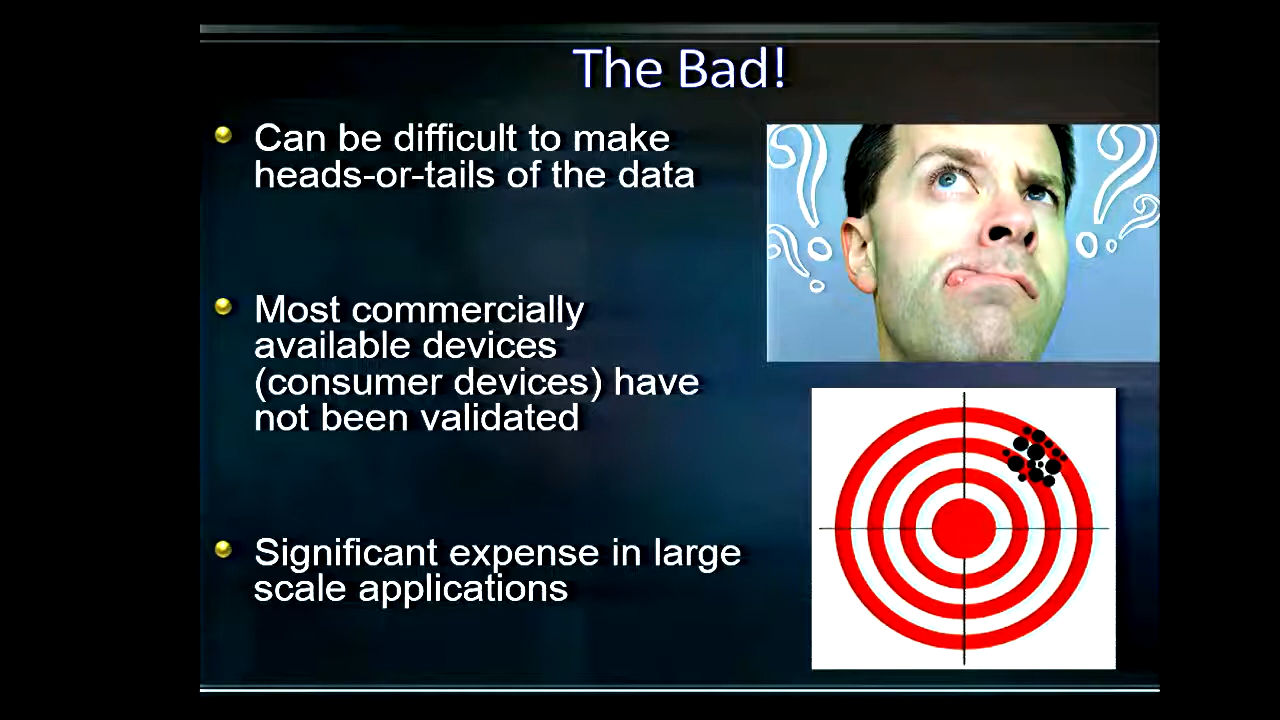 The Bad!
Can be difficult to make
heads-or-tails of the data
Most commercially
available devices
(consumer devices) have
not been validated
Significant expense in large
scale applications